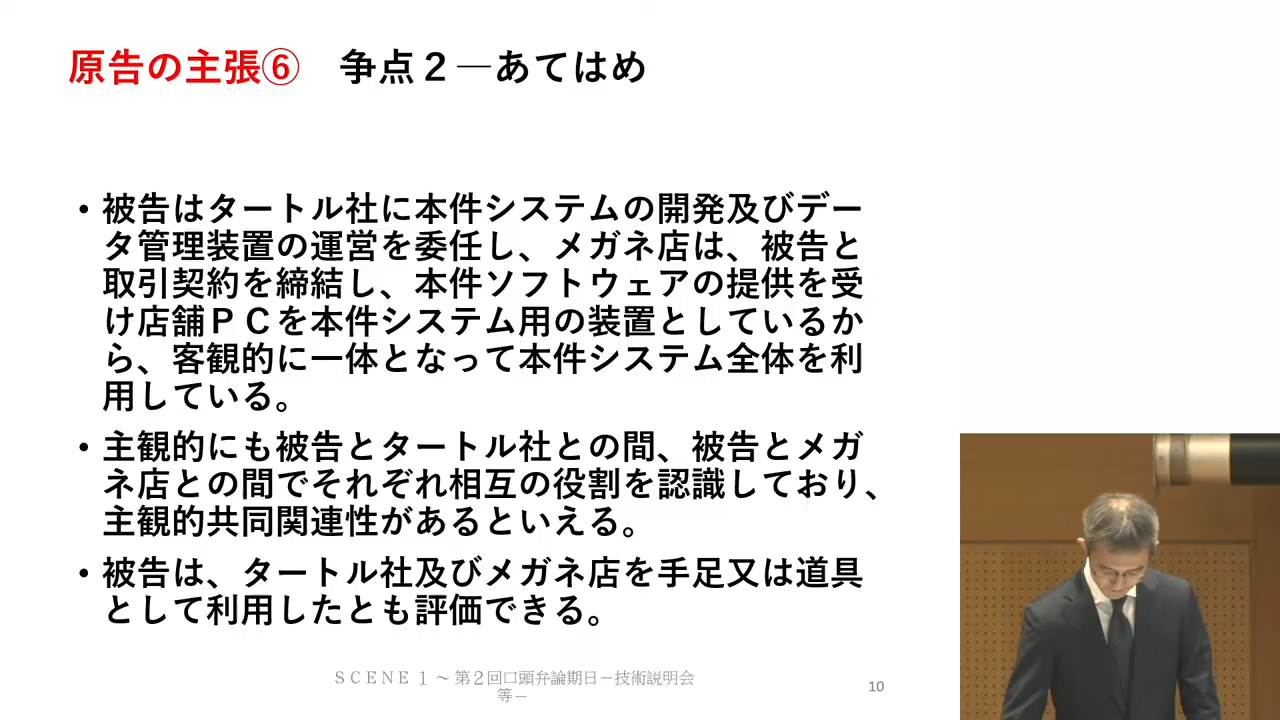 原告の主張⑥　争点２―あてはめ
・被告はタートル社に本件システムの開発及びデー
タ管理装置の運営を委任し、メガネ店は、被告と
取引契約を締結し、本件ソフトウェアの提供を受
け店舗ＰＣを本件システム用の装置としているか
ら、客観的に一体となって本件システム全体を利
用している。
・主観的にも被告とタートル社との間、被告とメガ
ネ店との間でそれぞれ相互の役割を認識しており、
主観的共同関連性があるといえる。
・被告は、タートル社及びメガネ店を手足又は道具
として利用したとも評価できる。
ＳＣＥＮＥ １ ～ 第２回口頭弁論期日－技術説明会
等－
10